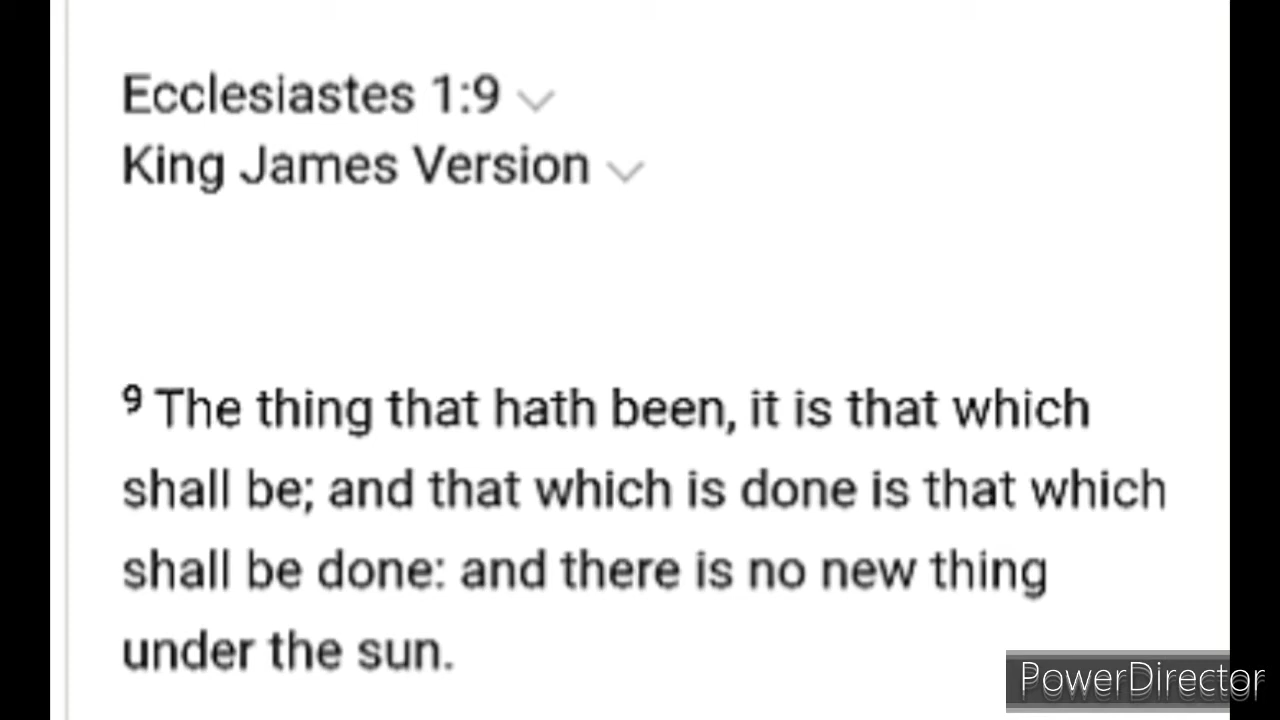 Ecclesiastes 1:9
King James Version
9 The thing that hath been, it is that which
shall be; and that which is done is that which
shall be done: and there is no new thing
under the sun.
PowerDirector